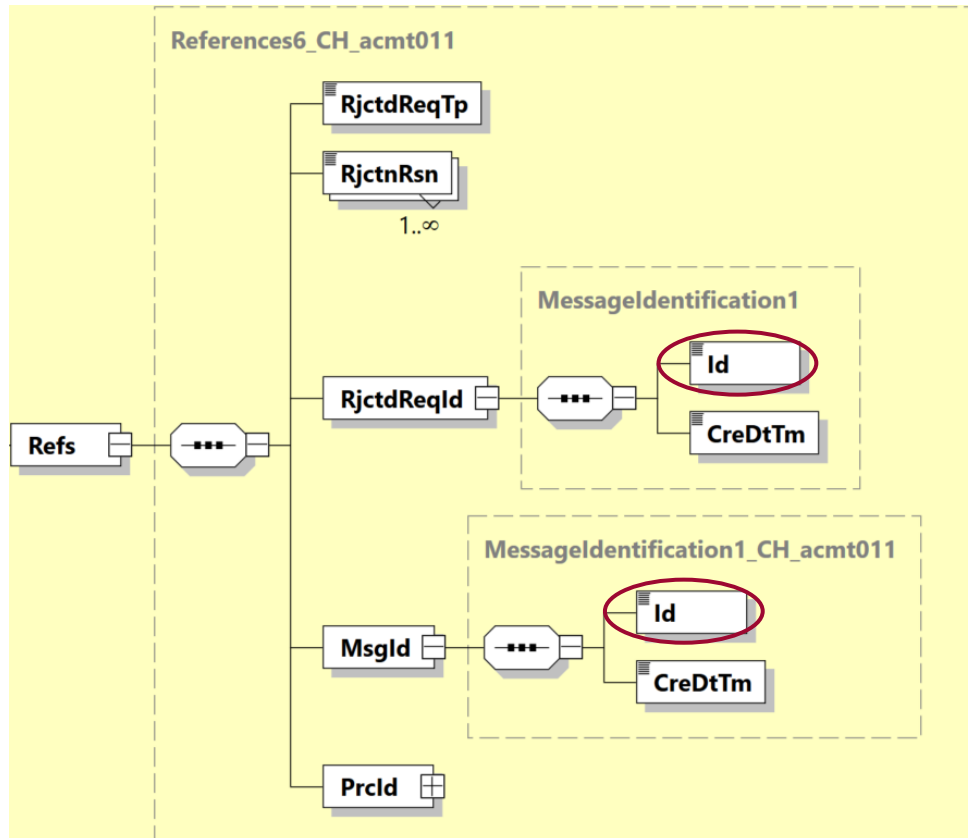 References6_CH_acmt011
RjctdReqTp
RjctnRsn
1..∞
MessageIdentification1
Id
RjctdReqId
CreDtTm
Refs
MessageIdentification1_CH_acmt011
Id
MsgId
CreDtTm
PrcId